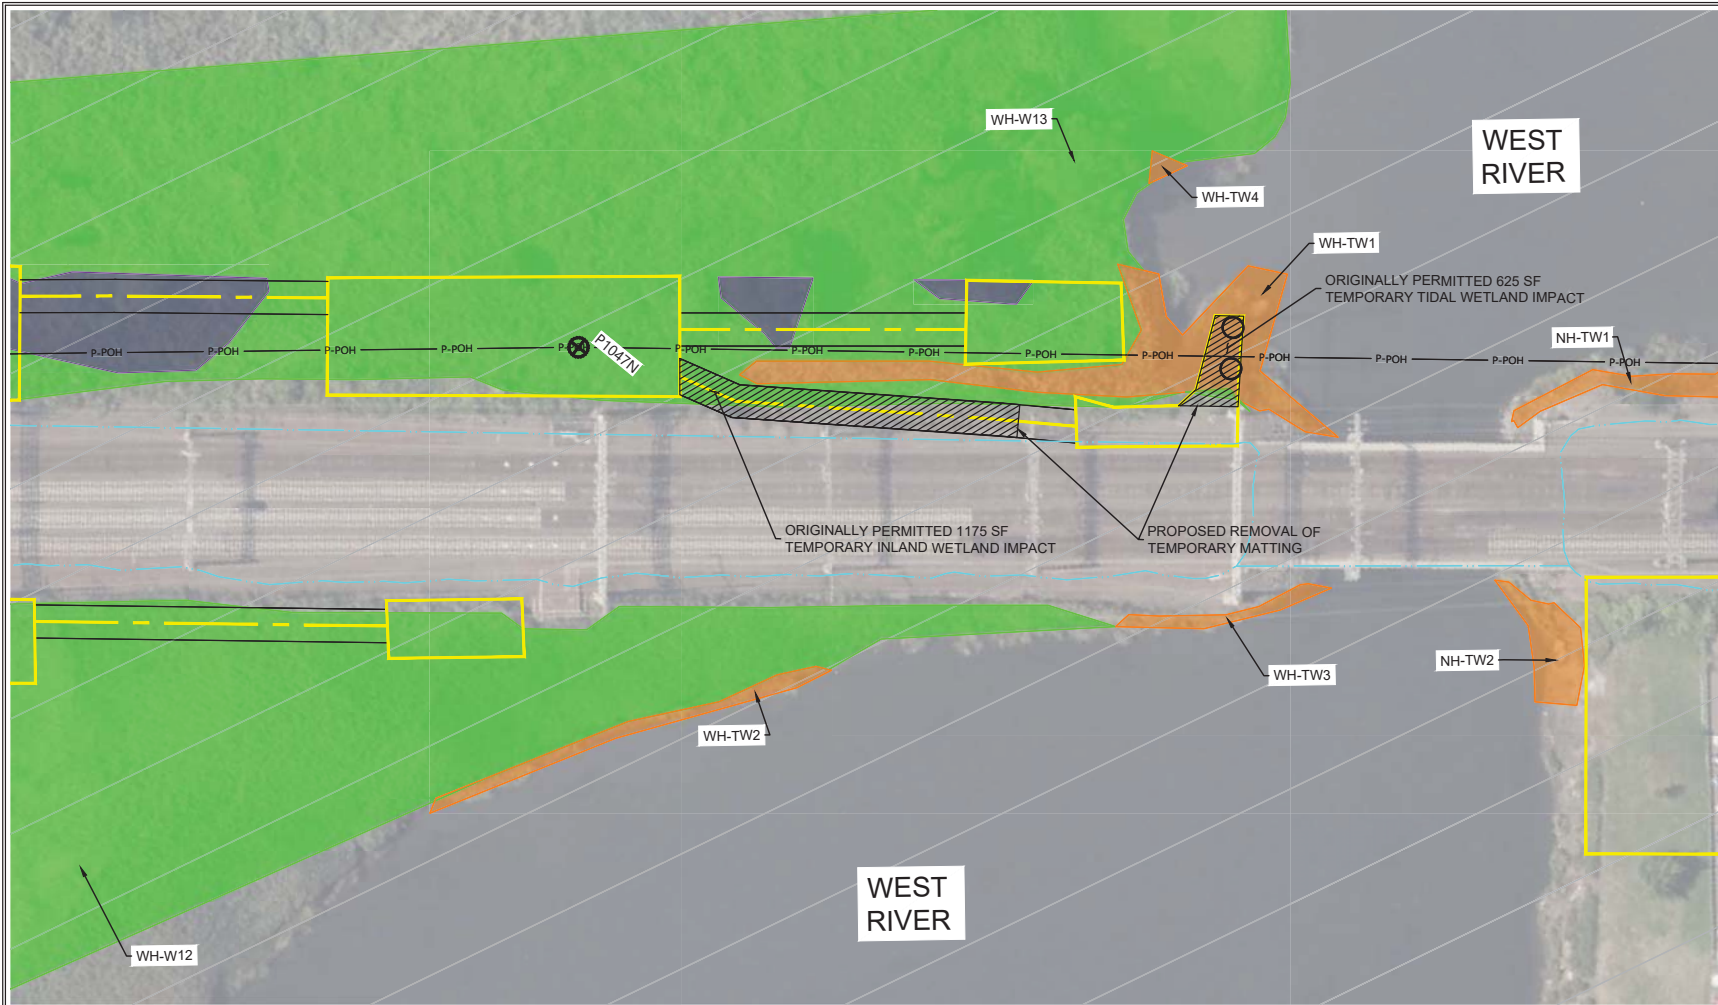 WH-W13
WEST
RIVER
WH-TW4
WH-TW1
ORIGINALLY PERMITTED 625 SF
TEMPORARY TIDAL WETLAND IMPACT
NH-TW1
P1047N
P-POH P-POH P-POH P-POH P-POH P-POH P-POH P-POH P-POH P-POH P-POH P-POH P-POH P-POH
ORIGINALLY PERMITTED 1175 SF
TEMPORARY INLAND WETLAND IMPACT
PROPOSED REMOVAL OF
TEMPORARY MATTING
NH-TW2
WH-TW3
WH-TW2
WEST
RIVER
WH-W12